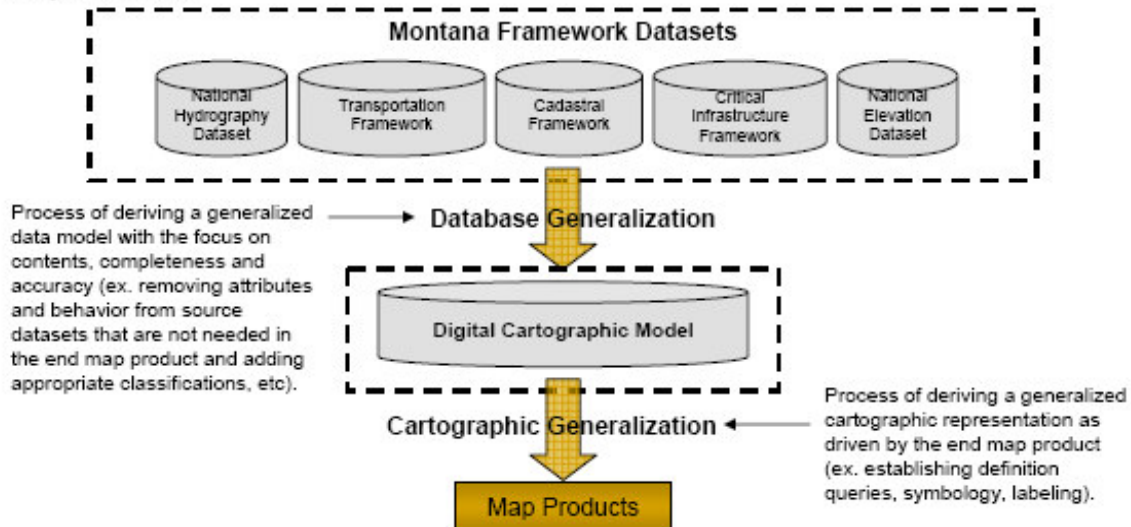 Montana Framework Datasets
National
Hydrography
Dataset
Transportation
Framework
Cadastral
Framework
Critical
Infrastructure
Framework
National
Elevation
Dataset
Process of deriving a generalized
data model with the focus on
contents, completeness and
accuracy (ex. removing attributes
and behavior from source
datasets that are not needed in
the end map product and adding
appropriate classifications, etc).
Database Generalization
Digital Cartographic Model
Cartographic Generalization
Process of deriving a generalized
cartographic representation as
driven by the end map product
(ex. establishing definition
queries, symbology, labeling).
Map Products